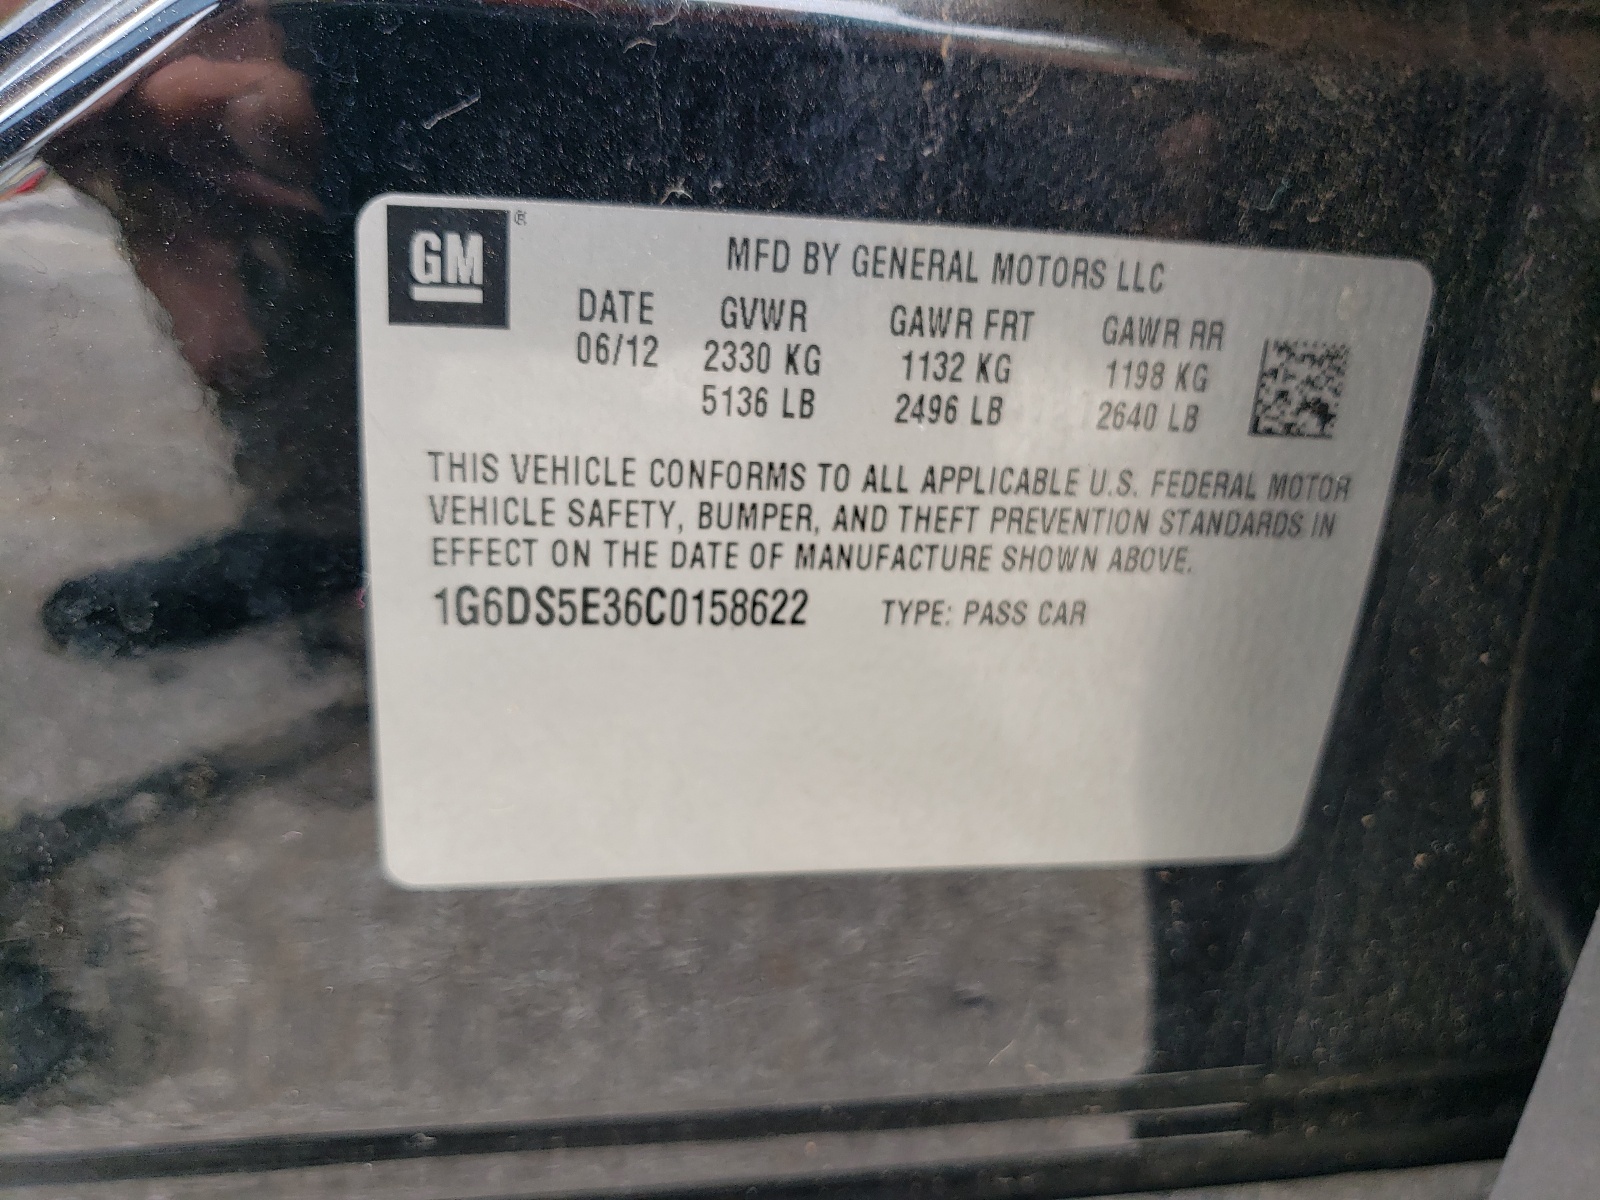 GM ®
MFD BY GENERAL MOTORS LLC
DATE GVWR GAWR FRT GAWR RR
06/12 2330 KG 1132 KG 1198 KG
5136 LB 2496 LB 2640 LB
THIS VEHICLE CONFORMS TO ALL APPLICABLE U.S. FEDERAL MOTOR
VEHICLE SAFETY, BUMPER, AND THEFT PREVENTION STANDARDS IN
EFFECT ON THE DATE OF MANUFACTURE SHOWN ABOVE.
1G6DS5E36C0158622 TYPE: PASS CAR